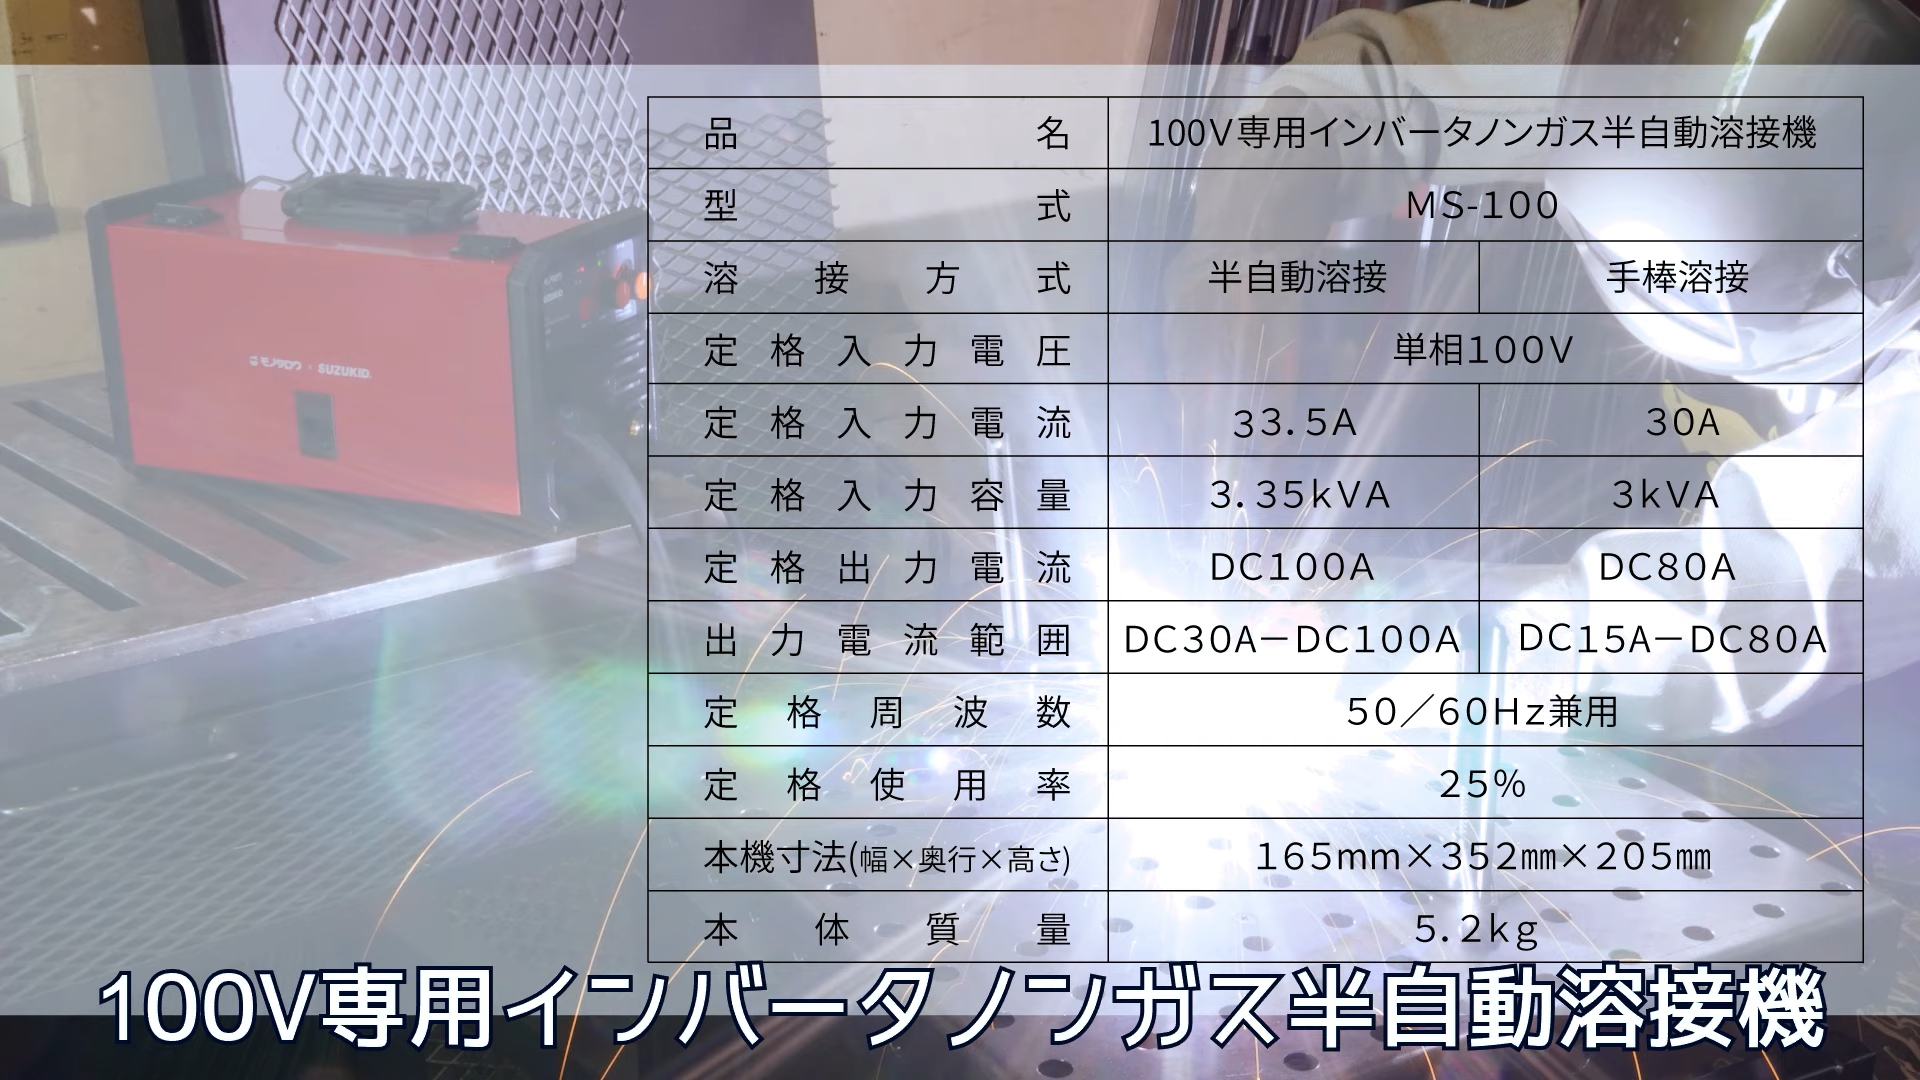 品名 100V専用インバータノンガス半自動溶接機
型式 MS-100
溶接方式 半自動溶接 手棒溶接
定格入力電圧 単相100V
定格入力電流 33.5A 30A
定格入力容量 3.35kVA 3kVA
定格出力電流 DC100A DC80A
出力電流範囲 DC30A－DC100A DC15A－DC80A
定格周波数 50／60Hz兼用
定格使用率 25%
本機寸法(幅×奥行×高さ) 165mm×352㎜×205㎜
本体質量 5.2kg
モノタロウ × SUZUKID
100V専用インバータノンガス半自動溶接機